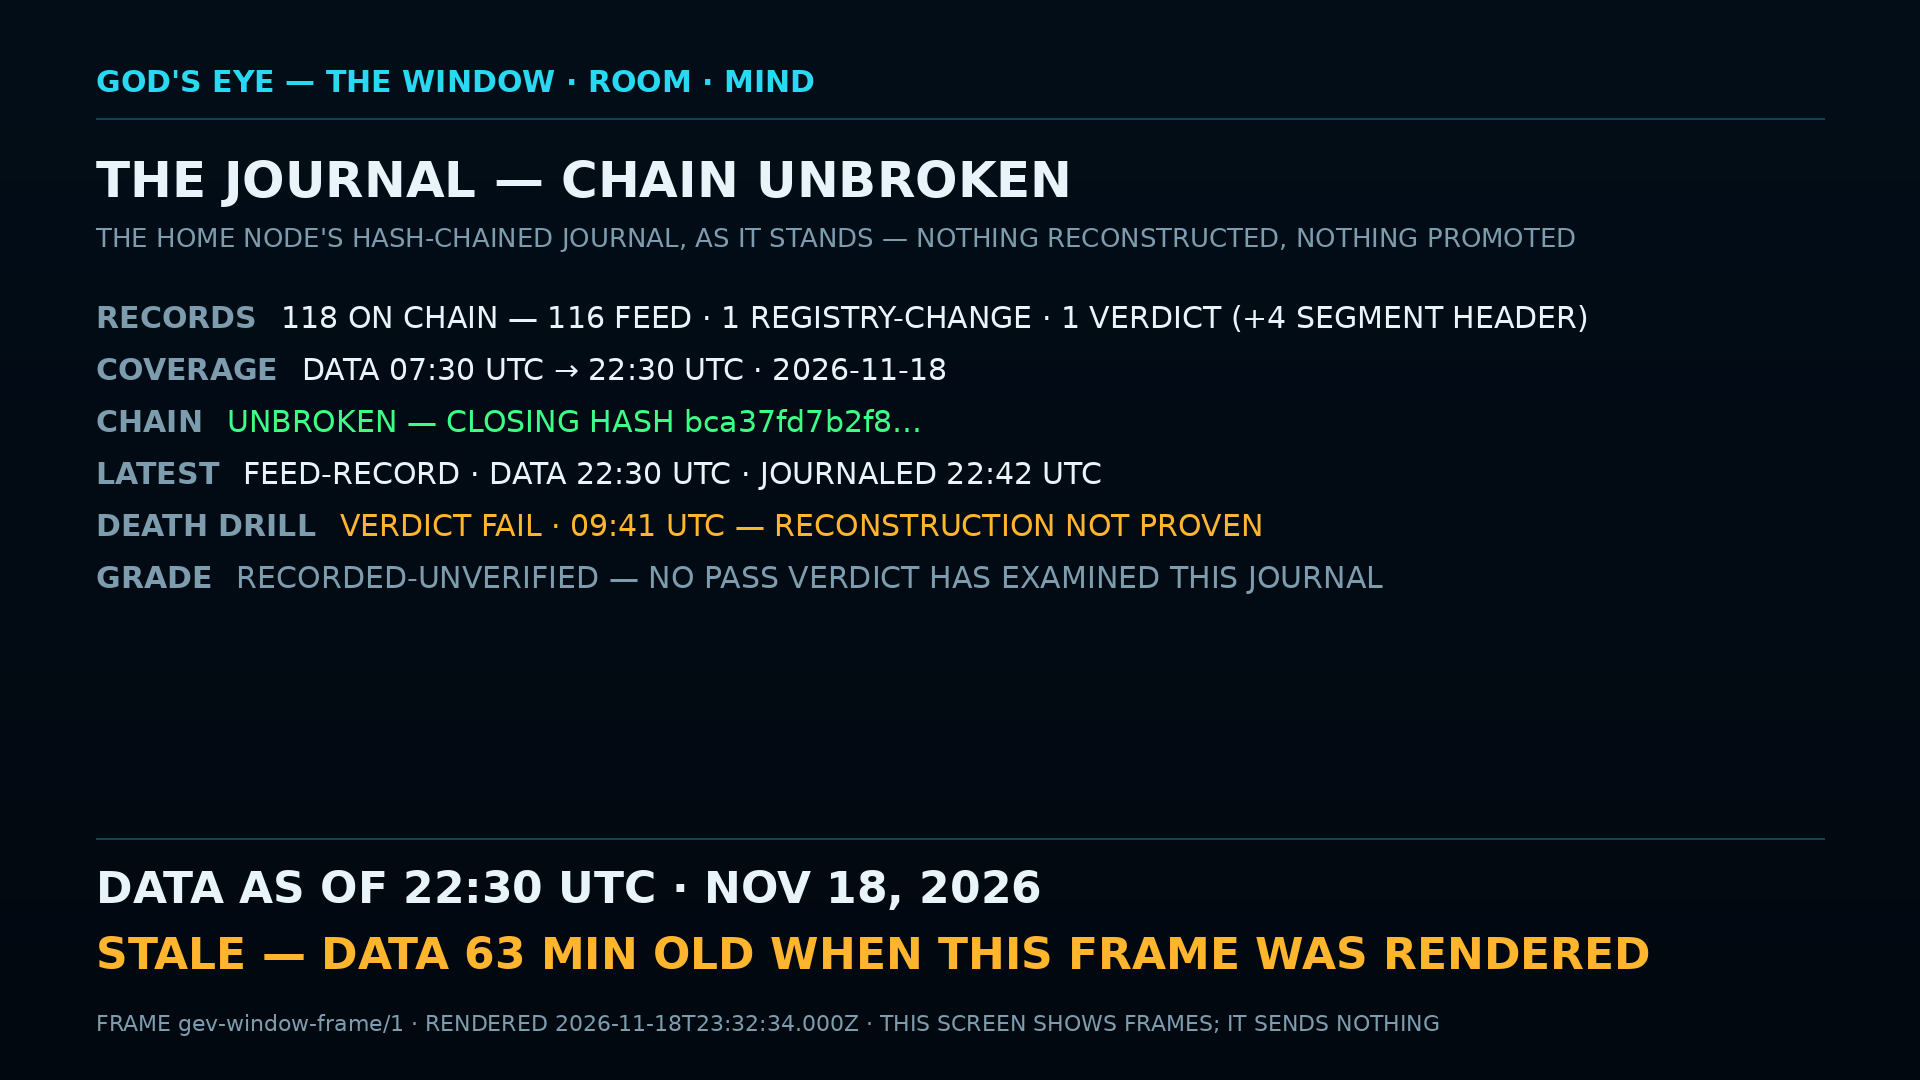 GOD'S EYE — THE WINDOW · ROOM · MIND
THE JOURNAL — CHAIN UNBROKEN
THE HOME NODE'S HASH-CHAINED JOURNAL, AS IT STANDS — NOTHING RECONSTRUCTED, NOTHING PROMOTED
RECORDS 118 ON CHAIN — 116 FEED · 1 REGISTRY-CHANGE · 1 VERDICT (+4 SEGMENT HEADER)
COVERAGE DATA 07:30 UTC → 22:30 UTC · 2026-11-18
CHAIN UNBROKEN — CLOSING HASH bca37fd7b2f8…
LATEST FEED-RECORD · DATA 22:30 UTC · JOURNALED 22:42 UTC
DEATH DRILL VERDICT FAIL · 09:41 UTC — RECONSTRUCTION NOT PROVEN
GRADE RECORDED-UNVERIFIED — NO PASS VERDICT HAS EXAMINED THIS JOURNAL
DATA AS OF 22:30 UTC · NOV 18, 2026
STALE — DATA 63 MIN OLD WHEN THIS FRAME WAS RENDERED
FRAME gev-window-frame/1 · RENDERED 2026-11-18T23:32:34.000Z · THIS SCREEN SHOWS FRAMES; IT SENDS NOTHING